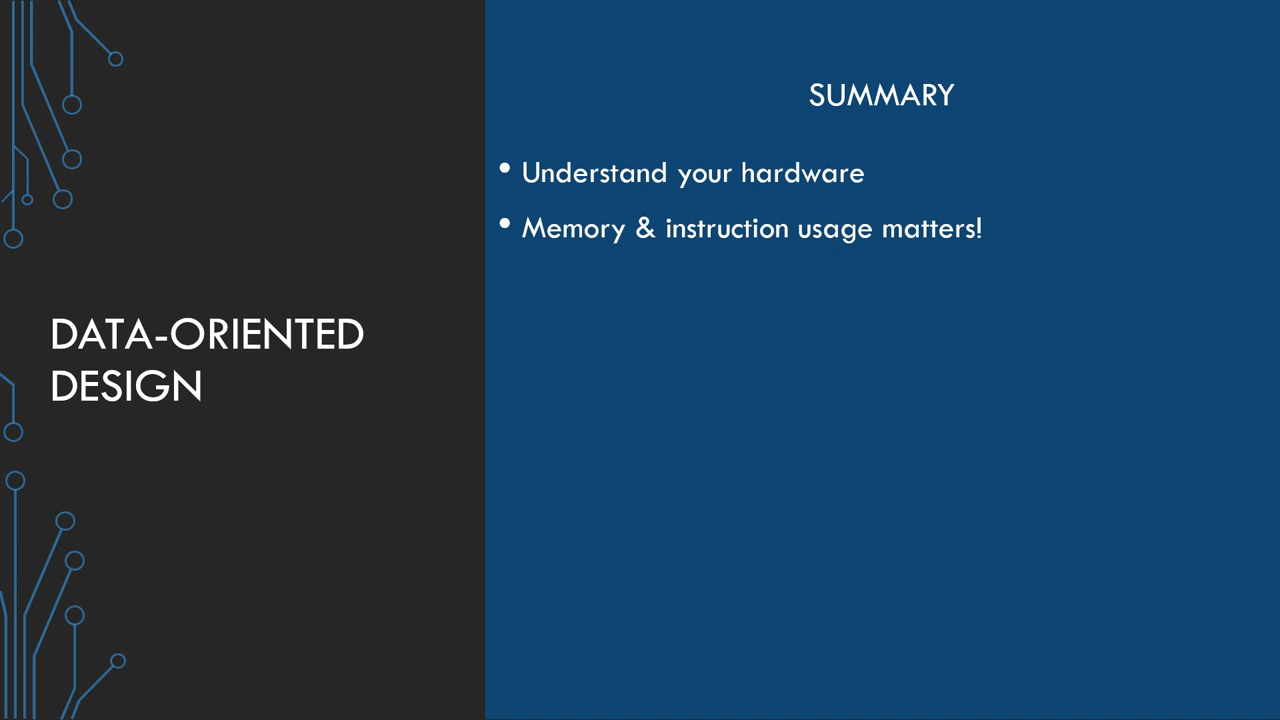 DATA-ORIENTED
DESIGN
SUMMARY
• Understand your hardware
• Memory & instruction usage matters!